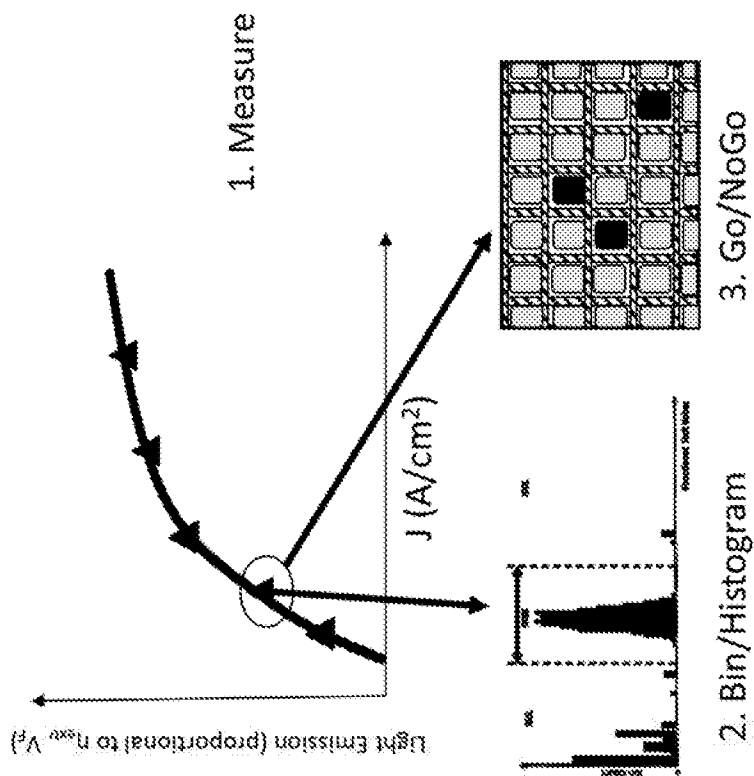 Light Emission (proportional to η_ext, V_F)
1. Measure
J (A/cm²)
2. Bin/Histogram
3. Go/NoGo